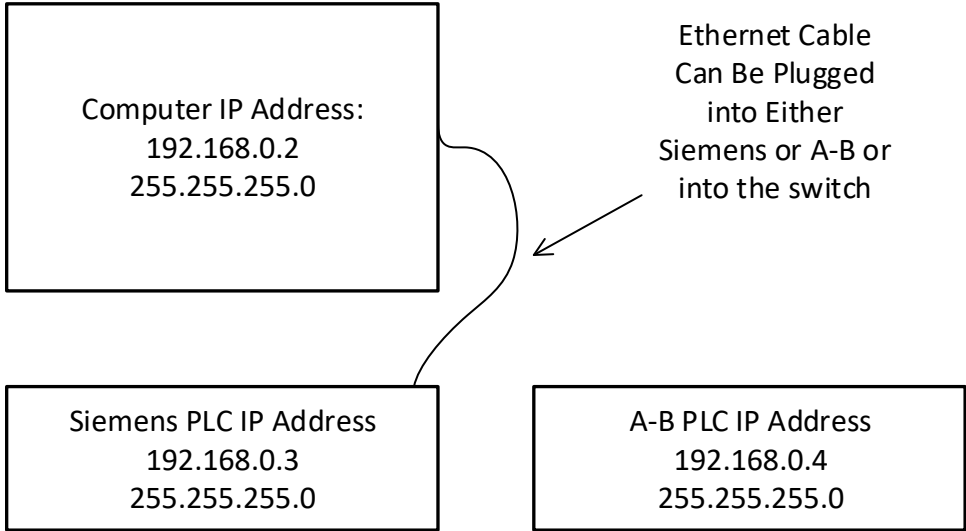 Computer IP Address:
192.168.0.2
255.255.255.0
Ethernet Cable
Can Be Plugged
into Either
Siemens or A-B or
into the switch
Siemens PLC IP Address
192.168.0.3
255.255.255.0
A-B PLC IP Address
192.168.0.4
255.255.255.0